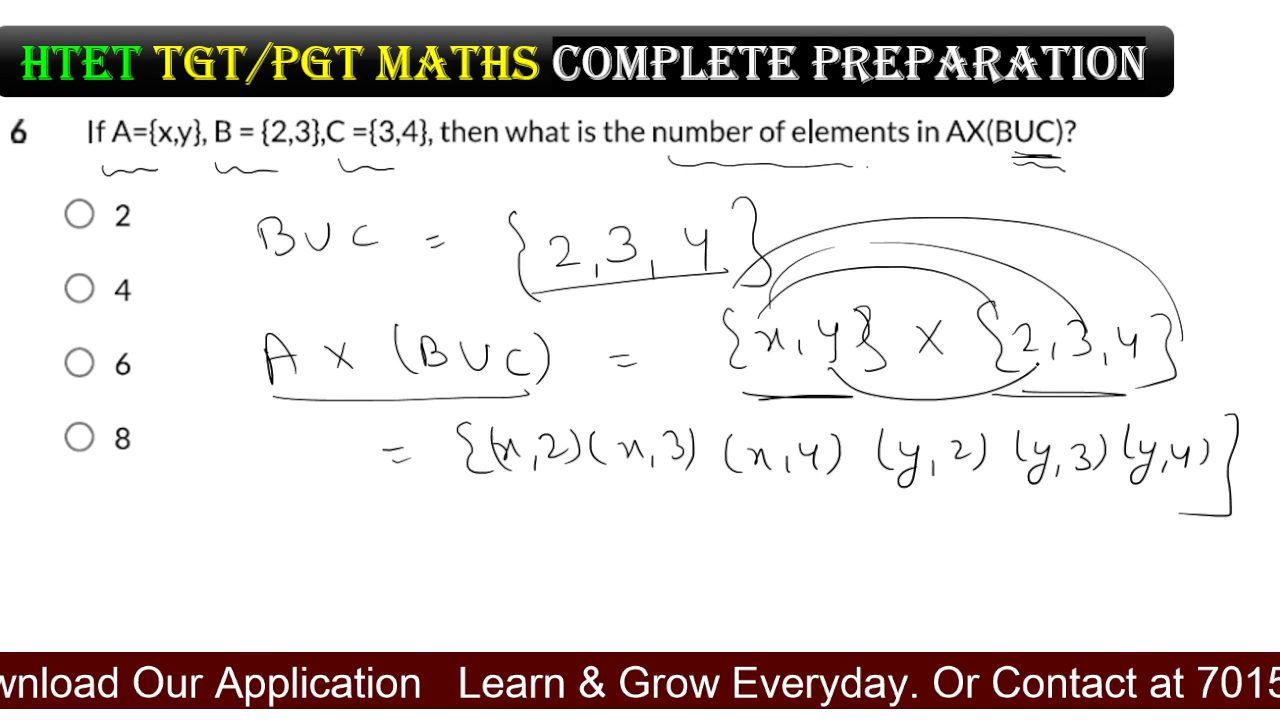 HTET TGT/PGT MATHS COMPLETE PREPARATION
6 If A={x,y}, B = {2,3},C ={3,4}, then what is the number of elements in AX(BUC)?
2
4
6
8
BUC = {2,3,4}
A x (BUC) = {x,y} x {2,3,4}
= {(x,2)(x,3) (x,4) (y,2) (y,3) (y,4)}
wnload Our Application Learn & Grow Everyday. Or Contact at 7015